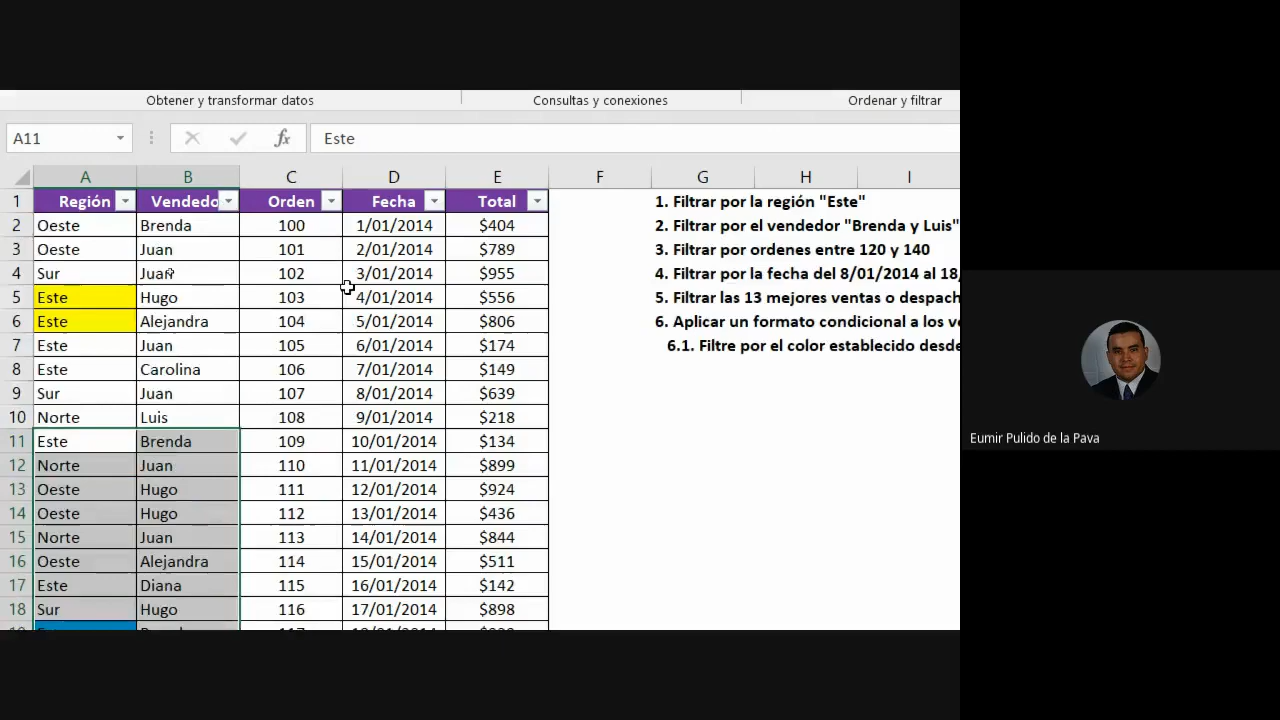 Obtener y transformar datos Consultas y conexiones Ordenar y filtrar
A11 fx Este
A B C D E F G H I
1 Región Vendedo Orden Fecha Total 1. Filtrar por la región "Este"
2 Oeste Brenda 100 1/01/2014 $404 2. Filtrar por el vendedor "Brenda y Luis"
3 Oeste Juan 101 2/01/2014 $789 3. Filtrar por ordenes entre 120 y 140
4 Sur Juan 102 3/01/2014 $955 4. Filtrar por la fecha del 8/01/2014 al 18/
5 Este Hugo 103 4/01/2014 $556 5. Filtrar las 13 mejores ventas o despach
6 Este Alejandra 104 5/01/2014 $806 6. Aplicar un formato condicional a los ve
7 Este Juan 105 6/01/2014 $174 6.1. Filtre por el color establecido desde
8 Este Carolina 106 7/01/2014 $149
9 Sur Juan 107 8/01/2014 $639
10 Norte Luis 108 9/01/2014 $218
11 Este Brenda 109 10/01/2014 $134
12 Norte Juan 110 11/01/2014 $899
13 Oeste Hugo 111 12/01/2014 $924
14 Oeste Hugo 112 13/01/2014 $436
15 Norte Juan 113 14/01/2014 $844
16 Oeste Alejandra 114 15/01/2014 $511
17 Este Diana 115 16/01/2014 $142
18 Sur Hugo 116 17/01/2014 $898
Eumir Pulido de la Pava